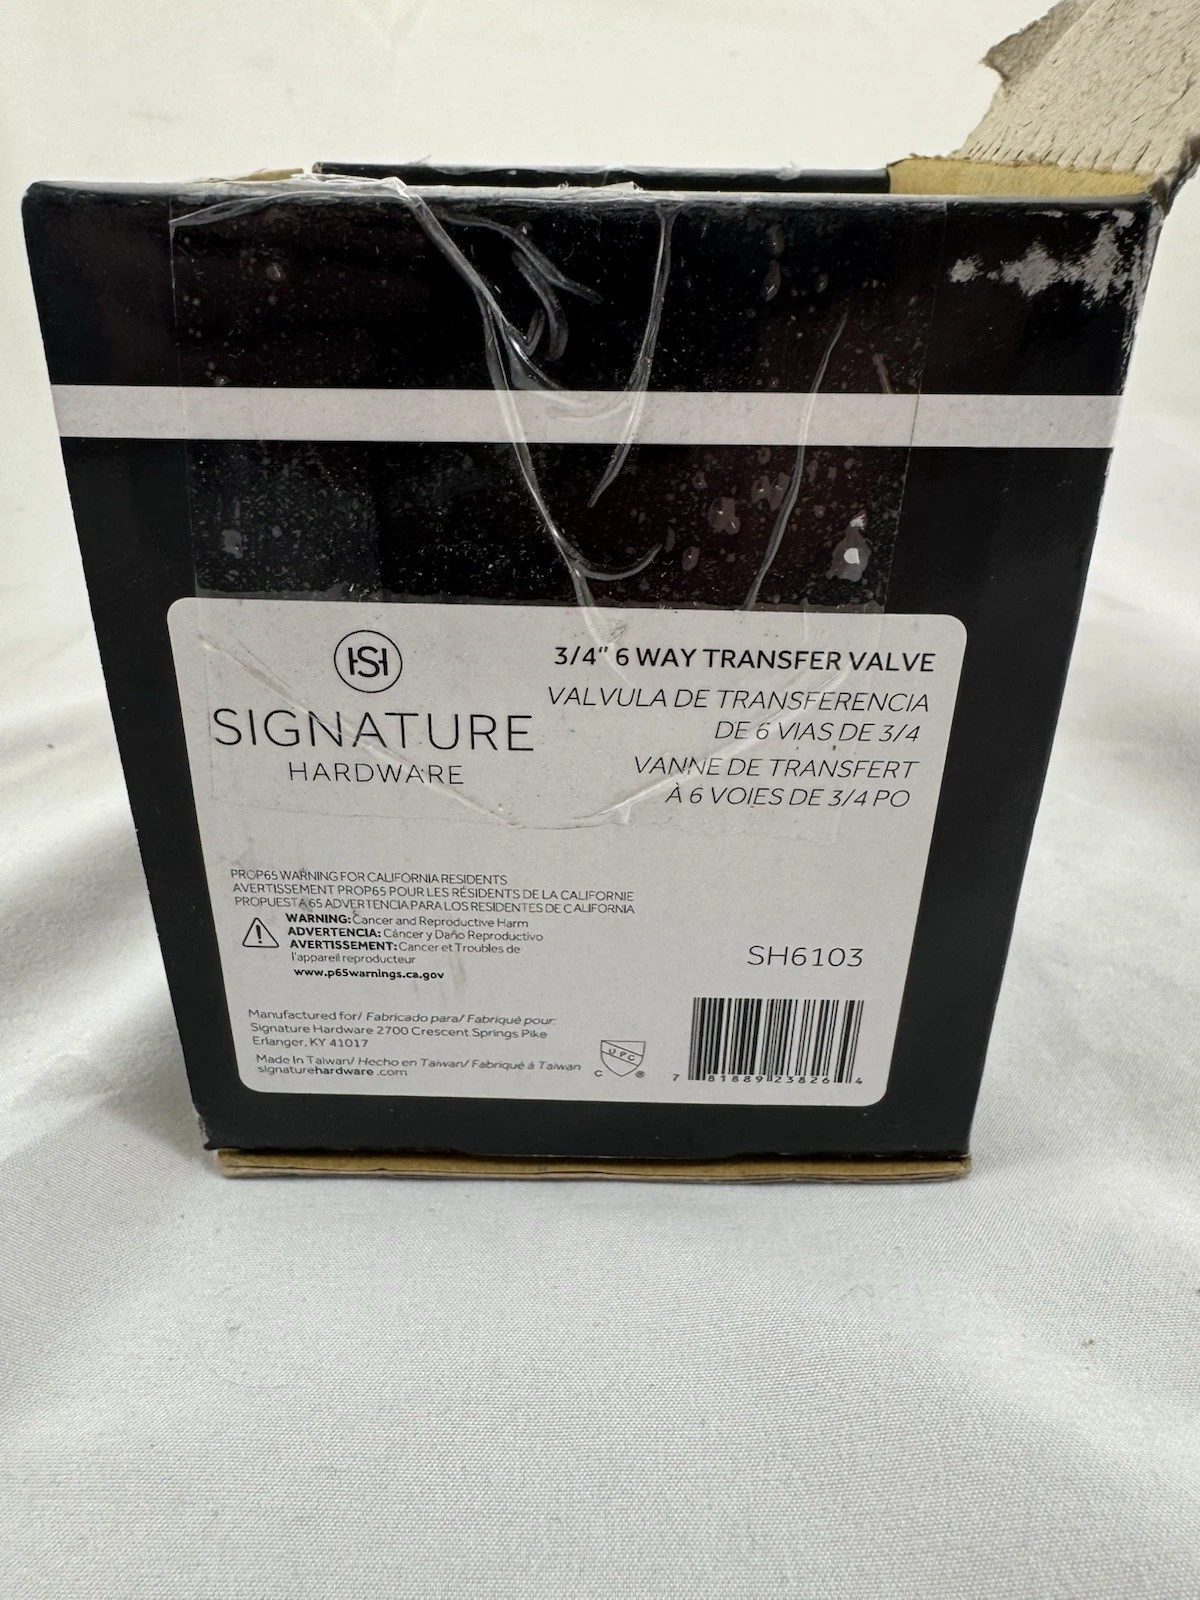 HSH
SIGNATURE
HARDWARE
3/4" 6 WAY TRANSFER VALVE
VALVULA DE TRANSFERENCIA
DE 6 VIAS DE 3/4
VANNE DE TRANSFERT
À 6 VOIES DE 3/4 PO
PROP65 WARNING FOR CALIFORNIA RESIDENTS
AVERTISSEMENT PROP65 POUR LES RÉSIDENTS DE LA CALIFORNIE
PROPUESTA 65 ADVERTENCIA PARA LOS RESIDENTES DE CALIFORNIA
WARNING: Cancer and Reproductive Harm
ADVERTENCIA: Cáncer y Daño Reproductivo
AVERTISSEMENT: Cancer et Troubles de
l'appareil reproducteur
www.p65warnings.ca.gov
SH6103
Manufactured for/ Fabricado para/ Fabriqué pour:
Signature Hardware 2700 Crescent Springs Pike
Erlanger, KY 41017
Made In Taiwan/ Hecho en Taiwan/ Fabriqué à Taiwan
signaturehardware .com
UPC
C ®
7 81889 23826 4